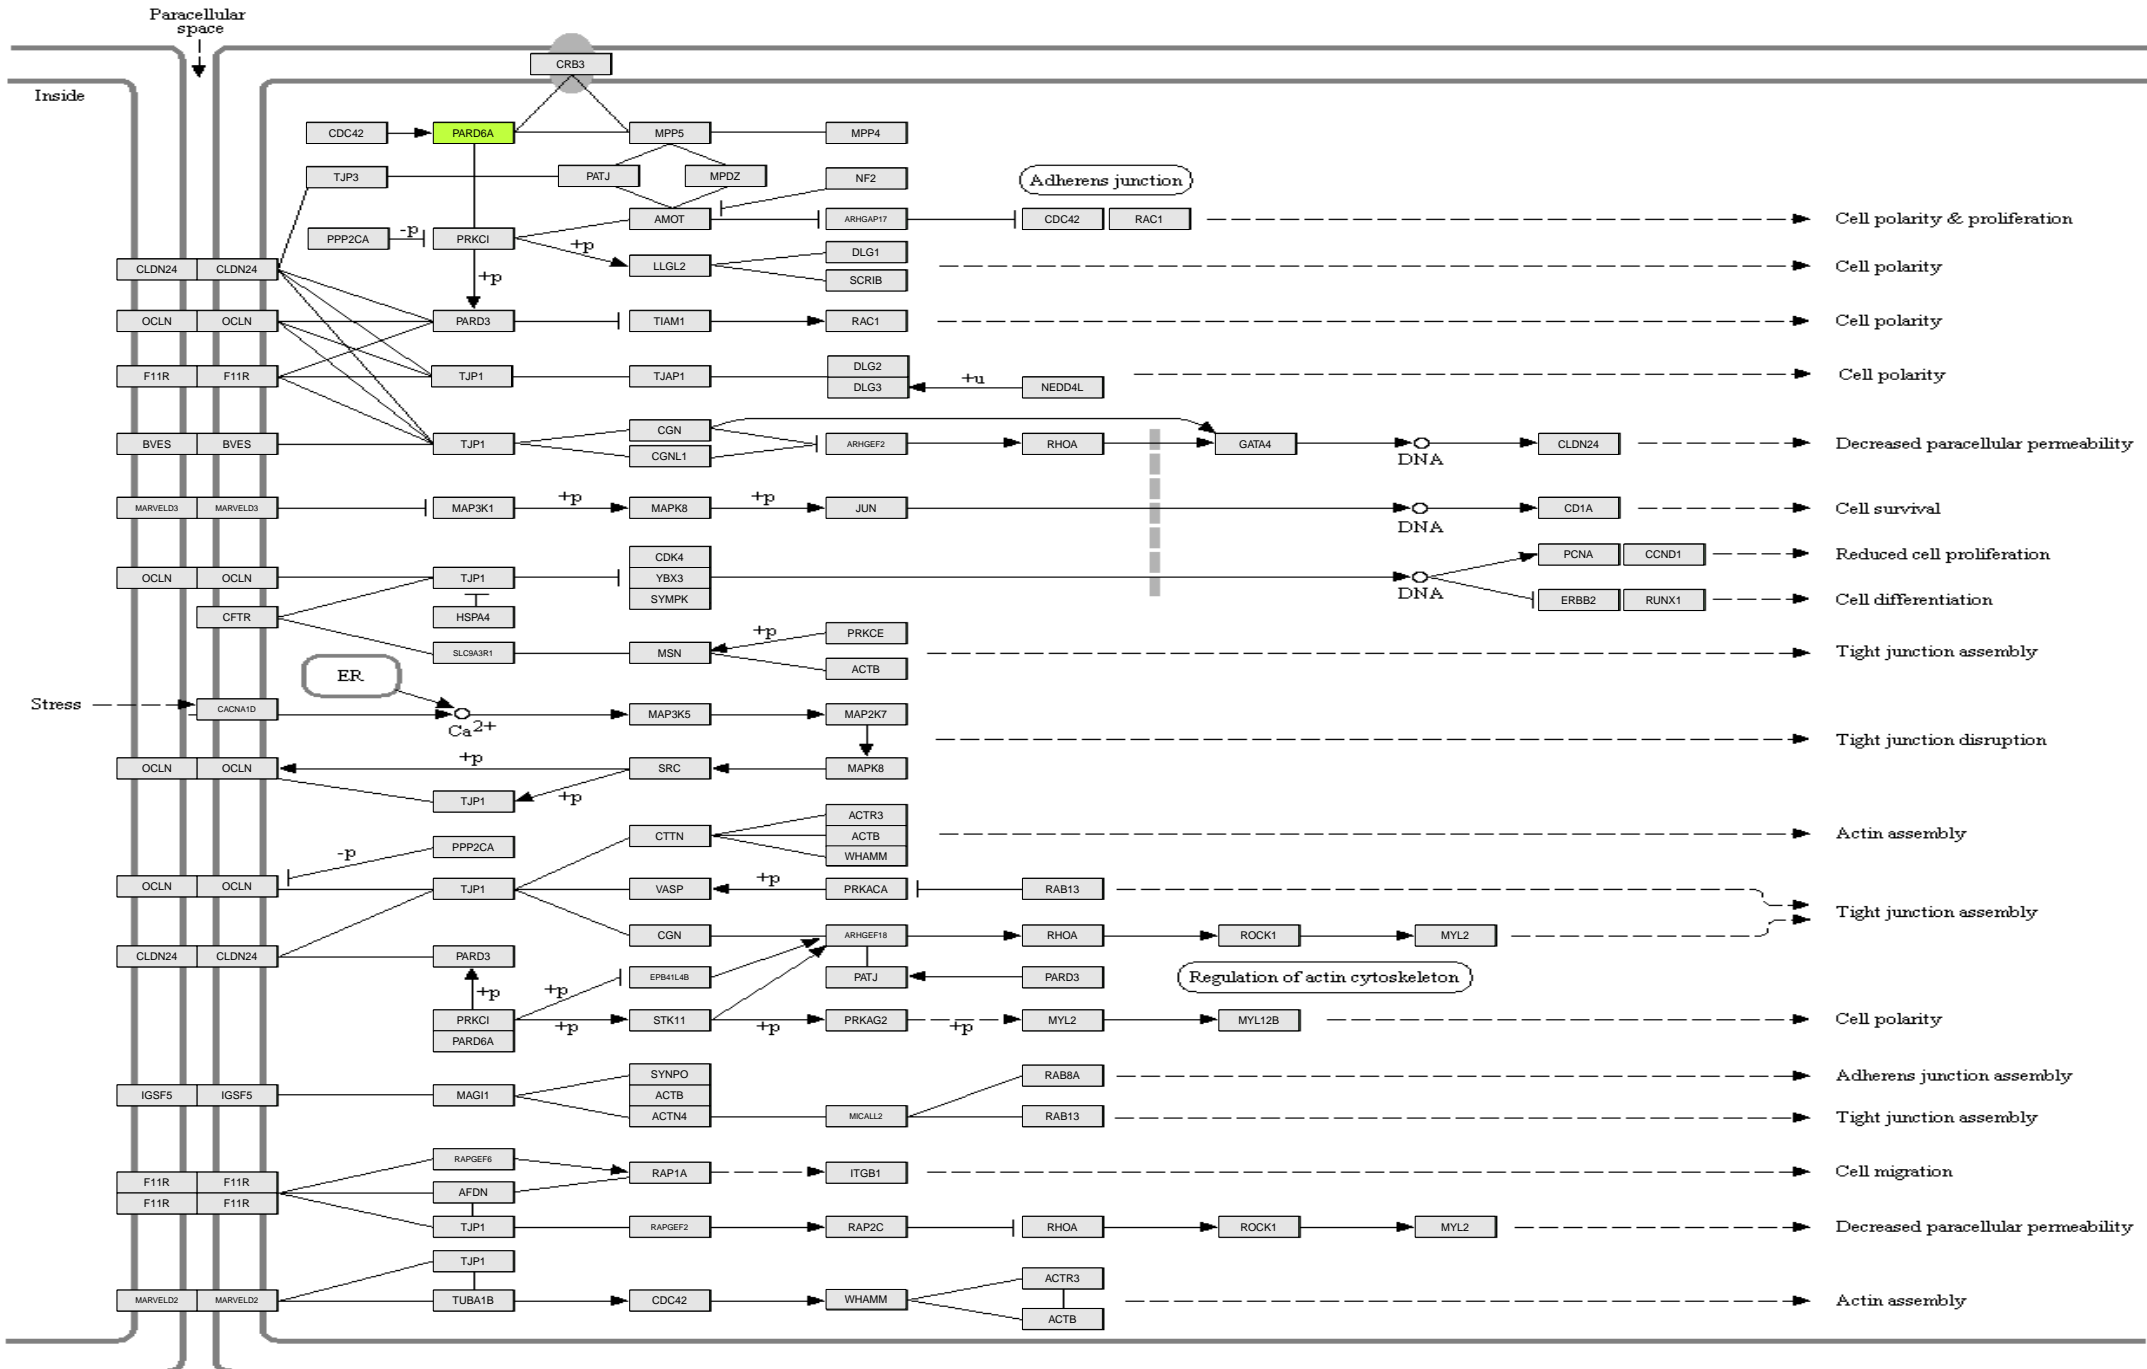 Paracellular
space
CRB3
Inside
CDC42 PARD6A MPP5 MPP4
TJP3 PATJ MPDZ NF2 Adherens junction
AMOT ARHGAP17 CDC42 RAC1 Cell polarity & proliferation
PPP2CA -p PRKCI +p
DLG1
CLDN24 CLDN24 LLGL2 Cell polarity
+p SCRIB
OCLN OCLN PARD3 TIAM1 RAC1 Cell polarity
DLG2
F11R F11R TJP1 TJAP1 Cell polarity
DLG3 +u NEDD4L
CGN
BVES BVES TJP1 ARHGEF2 RHOA GATA4 DNA CLDN24 Decreased paracellular permeability
CGNL1
MARVELD3 MARVELD3 MAP3K1 +p MAPK8 +p JUN DNA CD1A Cell survival
CDK4 PCNA CCND1 Reduced cell proliferation
OCLN OCLN TJP1 YBX3 DNA
SYMPK ERBB2 RUNX1 Cell differentiation
CFTR HSPA4
+p PRKCE
SLC9A3R1 MSN Tight junction assembly
ACTB
ER
Stress CACNA1D Ca2+ MAP3K5 MAP2K7
Tight junction disruption
OCLN OCLN +p SRC MAPK8
TJP1 +p
ACTR3
CTTN ACTB Actin assembly
WHAMM
-p PPP2CA
OCLN OCLN TJP1 VASP +p PRKACA RAB13
Tight junction assembly
CGN ARHGEF18 RHOA ROCK1 MYL2
CLDN24 CLDN24 PARD3
EPB41L4B PATJ PARD3 Regulation of actin cytoskeleton
+p +p
PRKCI +p STK11 +p PRKAG2 +p MYL2 MYL12B Cell polarity
PARD6A
SYNPO RAB8A Adherens junction assembly
IGSF5 IGSF5 MAGI1 ACTB
ACTN4 MICALL2 RAB13 Tight junction assembly
RAPGEF6
F11R F11R RAP1A ITGB1 Cell migration
F11R F11R AFDN
TJP1 RAPGEF2 RAP2C RHOA ROCK1 MYL2 Decreased paracellular permeability
TJP1
ACTR3
MARVELD2 MARVELD2 TUBA1B CDC42 WHAMM Actin assembly
ACTB